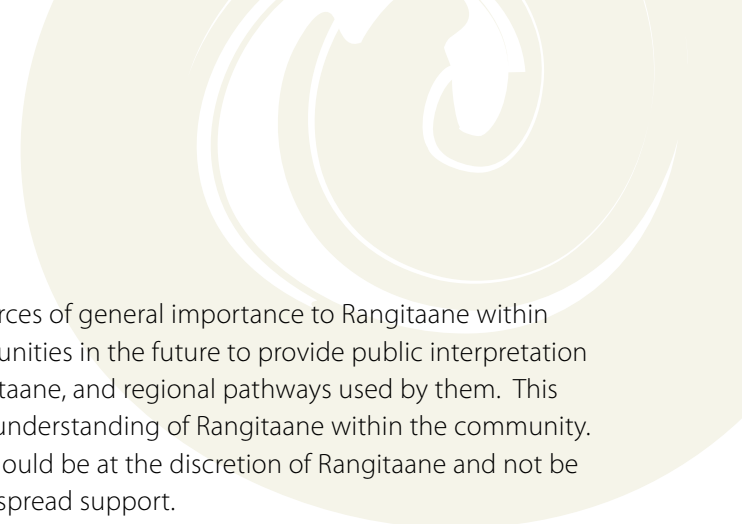 rces of general importance to Rangitaane within
unities in the future to provide public interpretation
taane, and regional pathways used by them. This
understanding of Rangitaane within the community.
ould be at the discretion of Rangitaane and not be
spread support.